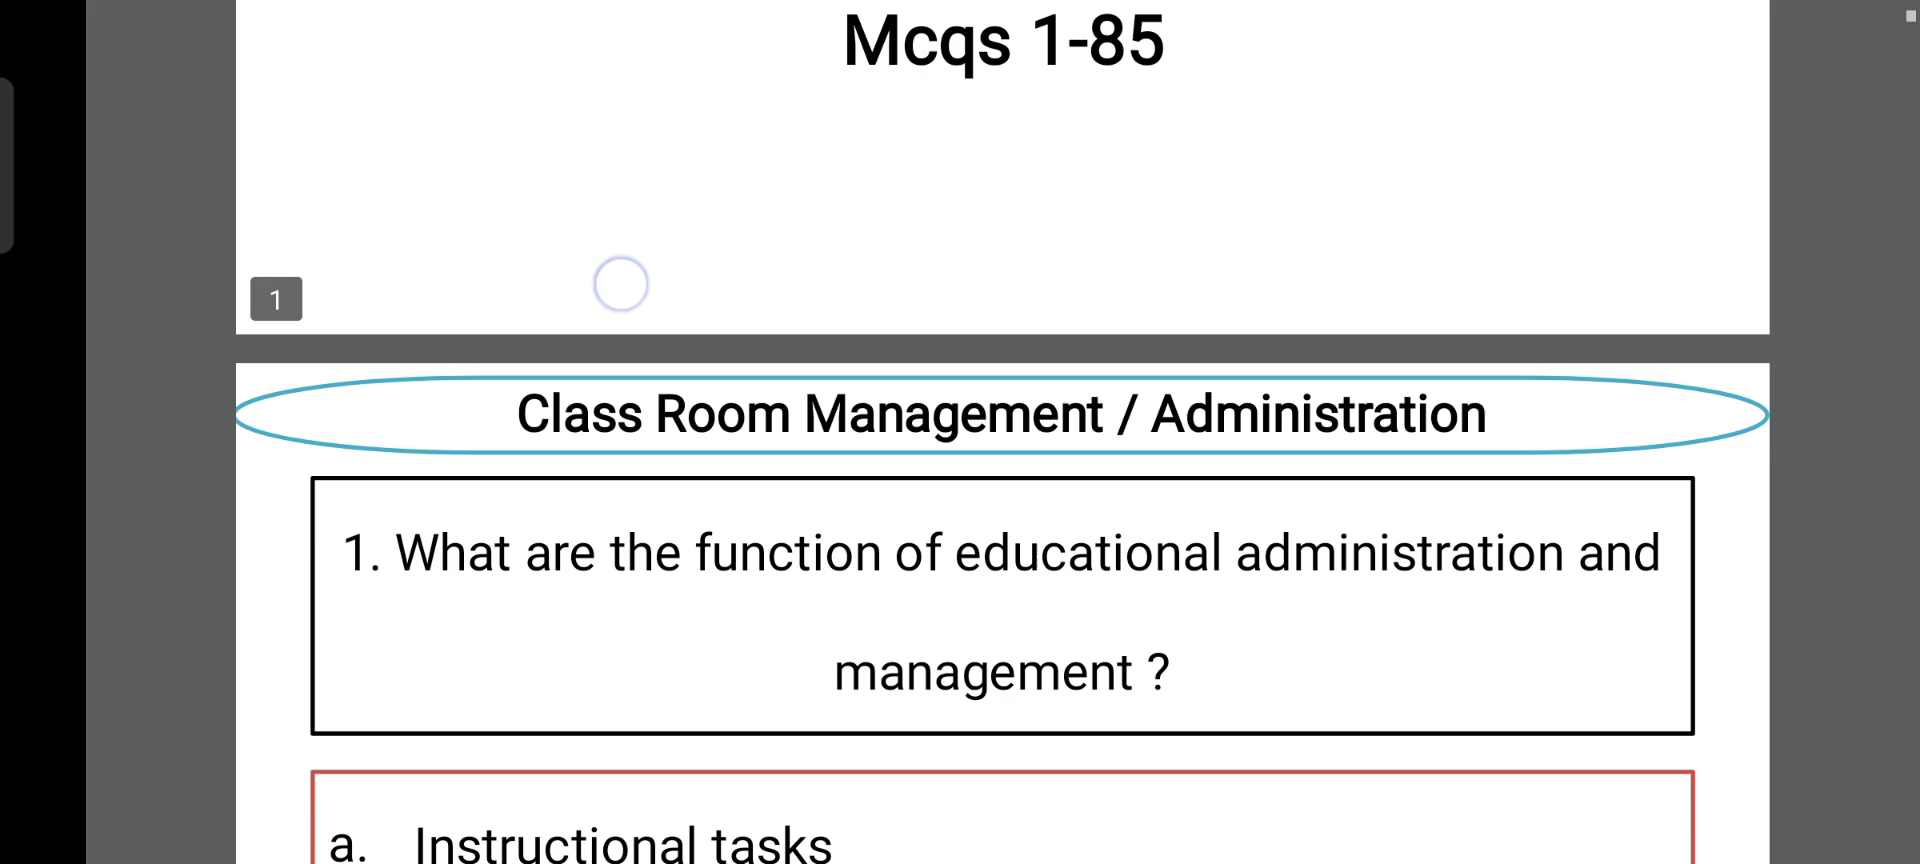 Mcqs 1-85
1
Class Room Management / Administration
1. What are the function of educational administration and
management ?
a. Instructional tasks